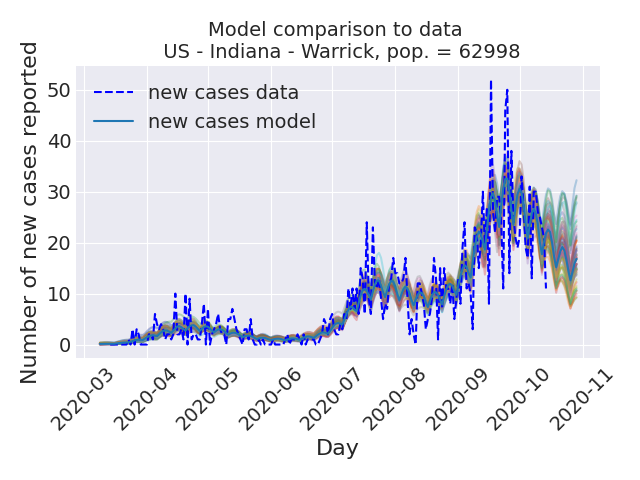 Model comparison to data
US - Indiana - Warrick, pop. = 62998
Number of new cases reported
50
40
30
20
10
0
new cases data
new cases model
2020-03
2020-04
2020-05
2020-06
2020-07
2020-08
2020-09
2020-10
2020-11
Day